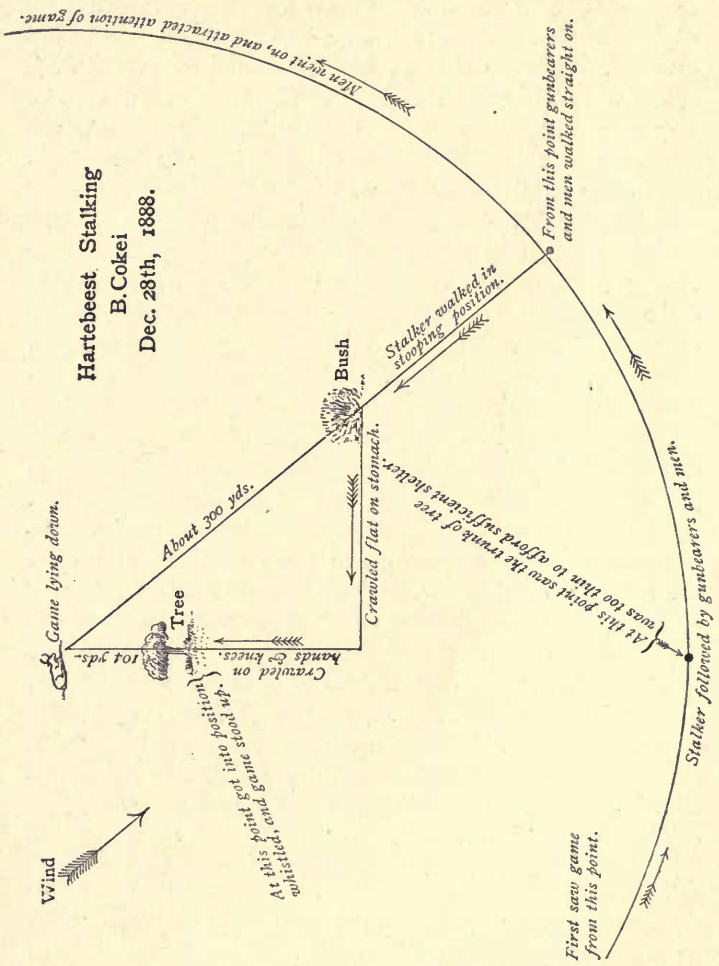 Hartebeest Stalking
B. Cokei
Dec. 28th, 1888.
Wind
Game lying down.
About 300 yds.
104 yds.
Tree
Bush
Crawled on
hands & knees.
Crawled flat on stomach.
Stalker walked in
stooping position.
At this point got into position
whistled, and game stood up.
At this point saw the trunk of tree
was too thin to afford sufficient shelter.
First saw game
from this point.
Stalker followed by gunbearers and men.
From this point gunbearers
and men walked straight on.
Men went on, and attracted attention of game.